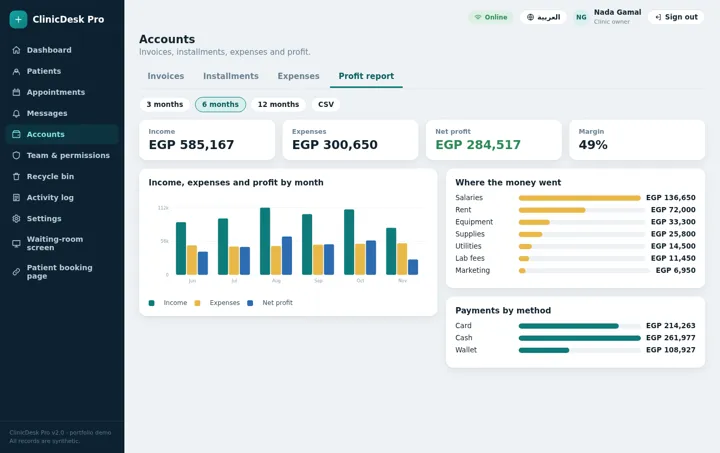 ClinicDesk Pro
Dashboard
Patients
Appointments
Messages
Accounts
Team & permissions
Recycle bin
Activity log
Settings
Waiting-room
screen
Patient booking
page
ClinicDesk Pro v2.0 · portfolio demo
All records are synthetic.
Online
العربية
NG
Nada Gamal
Clinic owner
Sign out
Accounts
Invoices, installments, expenses and profit.
Invoices
Installments
Expenses
Profit report
3 months
6 months
12 months
CSV
Income
EGP 585,167
Expenses
EGP 300,650
Net profit
EGP 284,517
Margin
49%
Income, expenses and profit by month
0
Jun
Jul
Aug
Sep
Oct
Nov
Income
Expenses
Net profit
Where the money went
Salaries EGP 136,650
Rent EGP 72,000
Equipment EGP 33,300
Supplies EGP 25,800
Utilities EGP 14,500
Lab fees EGP 11,450
Marketing EGP 6,950
Payments by method
Card EGP 214,263
Cash EGP 261,977
Wallet EGP 108,927